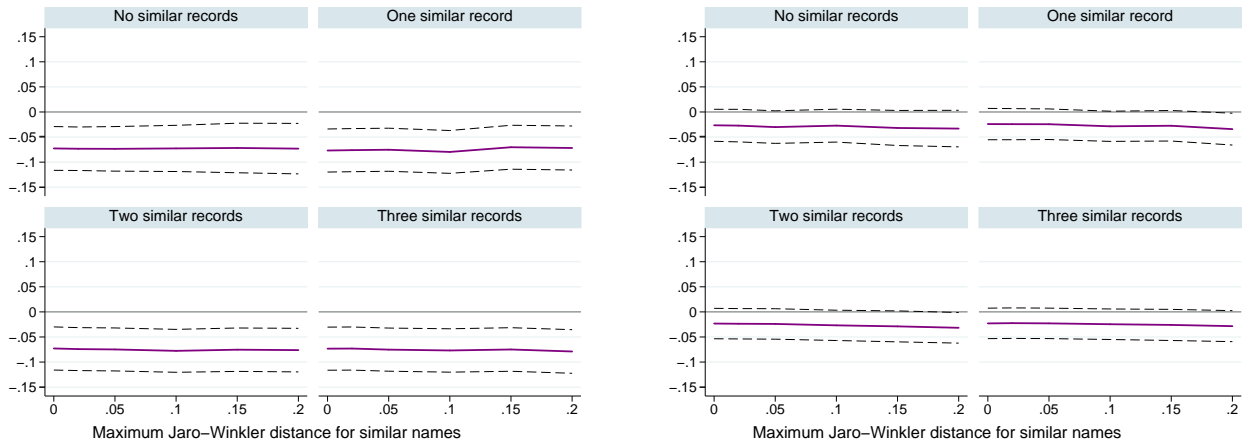 No similar records
One similar record
.15
.1
.05
0
−.05
−.1
−.15
Two similar records
Three similar records
.15
.1
.05
0
−.05
−.1
−.15
0 .05 .1 .15 .2 0 .05 .1 .15 .2
Maximum Jaro−Winkler distance for similar names
No similar records
One similar record
.15
.1
.05
0
−.05
−.1
−.15
Two similar records
Three similar records
.15
.1
.05
0
−.05
−.1
−.15
0 .05 .1 .15 .2 0 .05 .1 .15 .2
Maximum Jaro−Winkler distance for similar names